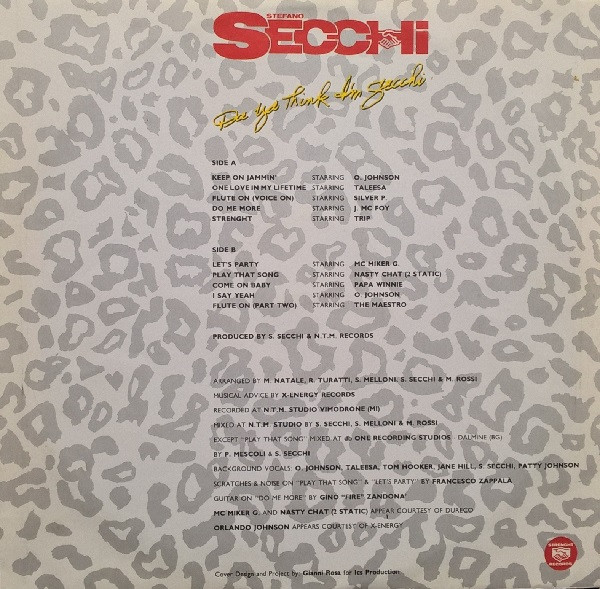 STEFANO
SECCHI
Do Ya Think I'm Secchi
SIDE A
KEEP ON JAMMIN' STARRING O. JOHNSON
ONE LOVE IN MY LIFETIME STARRING TALEESA
FLUTE ON (VOICE ON) STARRING SILVER P.
DO ME MORE STARRING J. MC FOY
STRENGHT STARRING TRIP
SIDE B
LET'S PARTY STARRING MC MIKER G.
PLAY THAT SONG STARRING NASTY CHAT (2 STATIC)
COME ON BABY STARRING PAPA WINNIE
I SAY YEAH STARRING O. JOHNSON
FLUTE ON (PART TWO) STARRING THE MAESTRO
PRODUCED BY S. SECCHI & N.T.M. RECORDS
ARRANGED BY M. NATALE, R. TURATTI, S. MELLONI, S. SECCHI & M. ROSSI
MUSICAL ADVICE BY X-ENERGY RECORDS
RECORDED AT N.T.M. STUDIO VIMODRONE (MI)
MIXED AT N.T.M. STUDIO BY S. SECCHI, S. MELLONI & M. ROSSI
EXCEPT "PLAY THAT SONG" MIXED AT db ONE RECORDING STUDIOS - DALMINE (BG)
BY P. MESCOLI & S. SECCHI
BACKGROUND VOCALS: O. JOHNSON, TALEESA, TOM HOOKER, JANE HILL, S. SECCHI, PATTY JOHNSON
SCRATCHES & NOISE ON "PLAY THAT SONG" & "LET'S PARTY" BY FRANCESCO ZAPPALA
GUITAR ON "DO ME MORE" BY GINO "FIRE" ZANDONA'
MC MIKER G. AND NASTY CHAT (2 STATIC) APPEAR COURTESY OF DURECO
ORLANDO JOHNSON APPEARS COURTESY OF X-ENERGY
Cover Design and Project by: Gianni Rosa for Ics Production
RECORDS